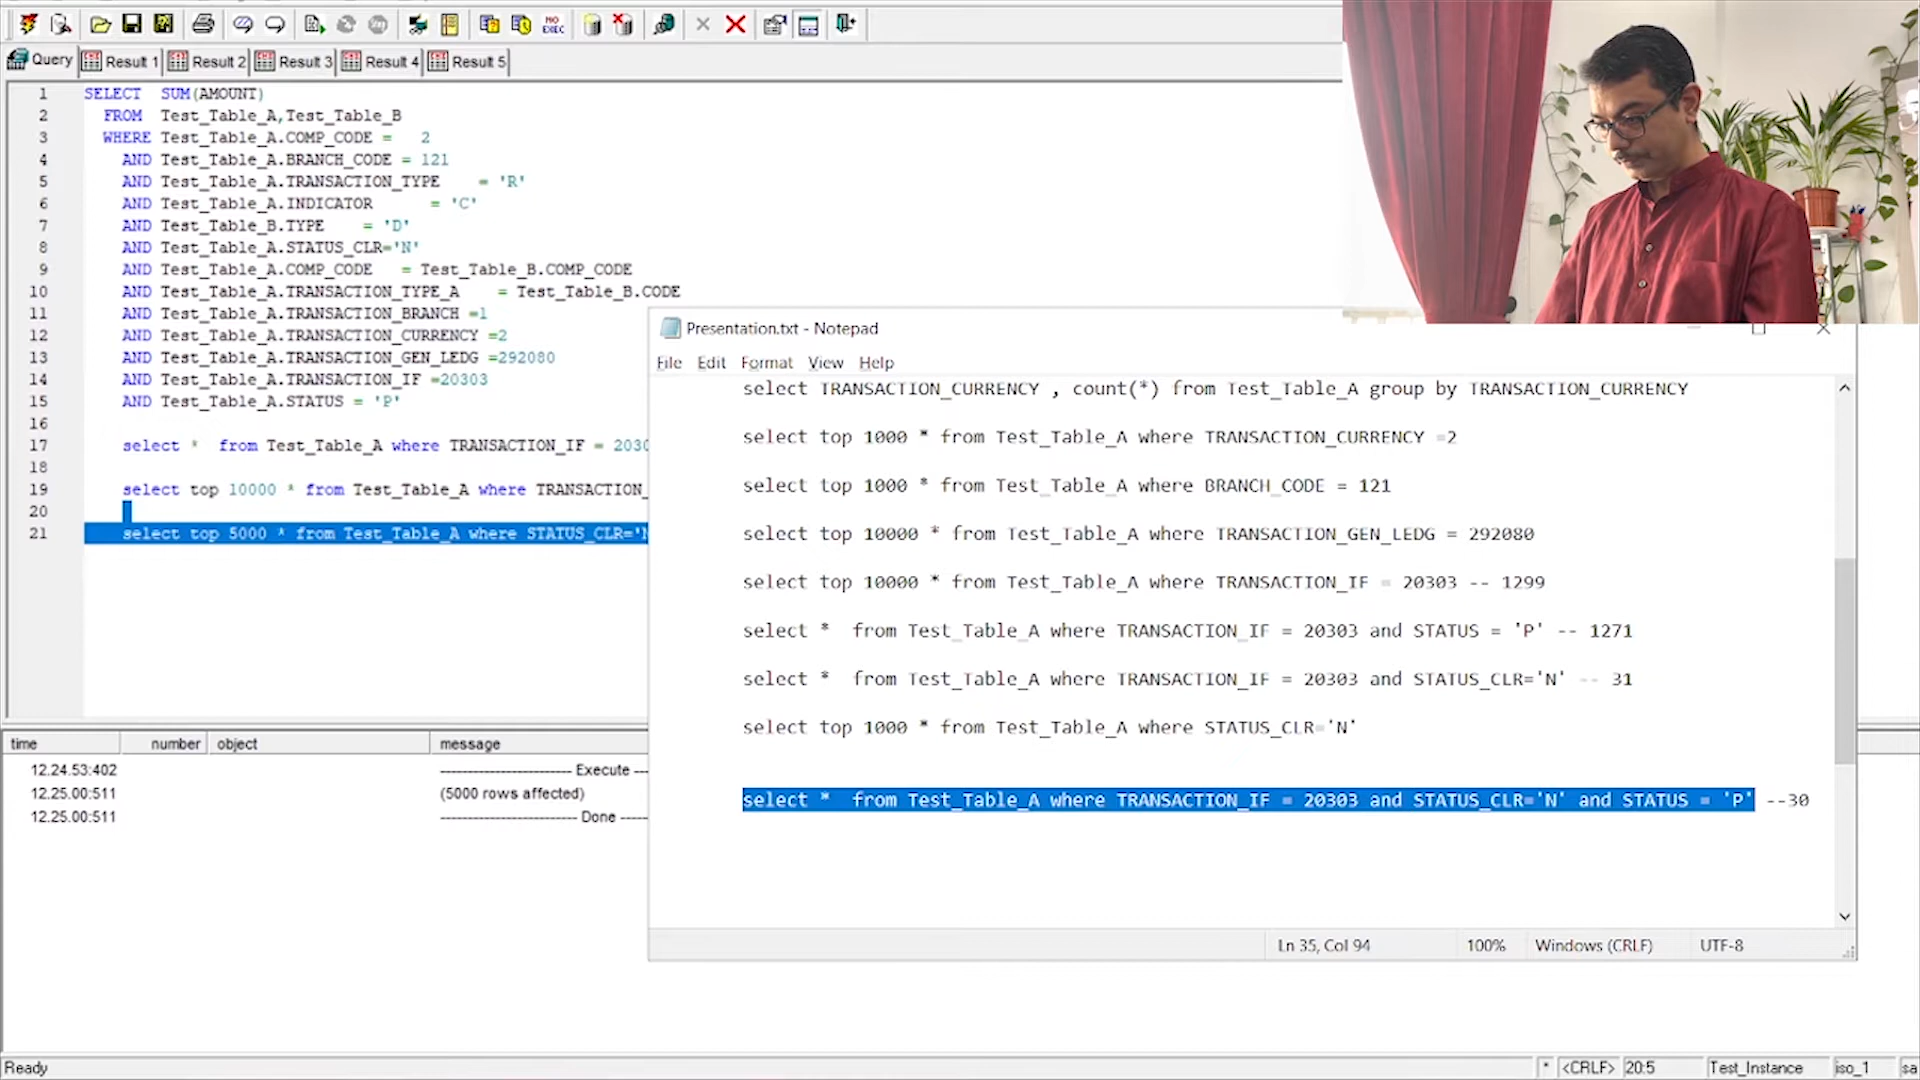 NO
EXEC
Query Result 1 Result 2 Result 3 Result 4 Result 5
1 SELECT SUM(AMOUNT)
2 FROM Test_Table_A,Test_Table_B
3 WHERE Test_Table_A.COMP_CODE = 2
4 AND Test_Table_A.BRANCH_CODE = 121
5 AND Test_Table_A.TRANSACTION_TYPE = 'R'
6 AND Test_Table_A.INDICATOR = 'C'
7 AND Test_Table_B.TYPE = 'D'
8 AND Test_Table_A.STATUS_CLR='N'
9 AND Test_Table_A.COMP_CODE = Test_Table_B.COMP_CODE
10 AND Test_Table_A.TRANSACTION_TYPE_A = Test_Table_B.CODE
11 AND Test_Table_A.TRANSACTION_BRANCH =1
12 AND Test_Table_A.TRANSACTION_CURRENCY =2
13 AND Test_Table_A.TRANSACTION_GEN_LEDG =292080
14 AND Test_Table_A.TRANSACTION_IF =20303
15 AND Test_Table_A.STATUS = 'P'
16
17 select * from Test_Table_A where TRANSACTION_IF = 2030
18
19 select top 10000 * from Test_Table_A where TRANSACTION_
20
21 select top 5000 * from Test_Table_A where STATUS_CLR='N
Presentation.txt - Notepad
File Edit Format View Help
select TRANSACTION_CURRENCY , count(*) from Test_Table_A group by TRANSACTION_CURRENCY
select top 1000 * from Test_Table_A where TRANSACTION_CURRENCY =2
select top 1000 * from Test_Table_A where BRANCH_CODE = 121
select top 10000 * from Test_Table_A where TRANSACTION_GEN_LEDG = 292080
select top 10000 * from Test_Table_A where TRANSACTION_IF = 20303 -- 1299
select * from Test_Table_A where TRANSACTION_IF = 20303 and STATUS = 'P' -- 1271
select * from Test_Table_A where TRANSACTION_IF = 20303 and STATUS_CLR='N' -- 31
select top 1000 * from Test_Table_A where STATUS_CLR='N'
select * from Test_Table_A where TRANSACTION_IF = 20303 and STATUS_CLR='N' and STATUS = 'P' --30
Ln 35, Col 94 100% Windows (CRLF) UTF-8
time number object message
12.24.53:402 ---------------------- Execute ---
12.25.00:511 (5000 rows affected)
12.25.00:511 ---------------------- Done ----
Ready * <CRLF> 20:5 Test_Instance iso_1 sa